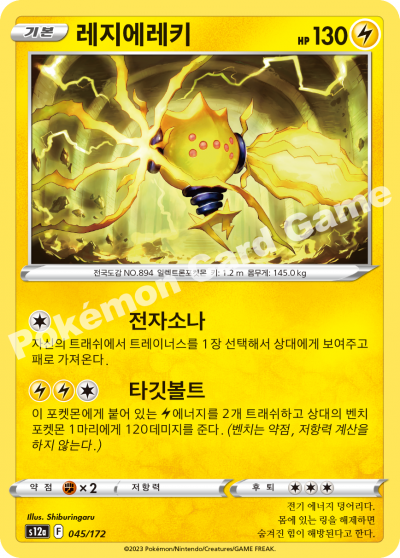 기본 레지에레키 HP 130
전국도감 NO.894 일렉트론포켓몬 키: 1.2 m 몸무게: 145.0 kg
Pokémon Card Game
전자소나
자신의 트래쉬에서 트레이너스를 1장 선택해서 상대에게 보여주고
패로 가져온다.
타깃볼트
이 포켓몬에게 붙어 있는 에너지를 2개 트래쉬하고 상대의 벤치
포켓몬 1마리에게 120데미지를 준다. (벤치는 약점, 저항력 계산을
하지 않는다.)
약점 ×2 저항력 후퇴
Illus. Shiburingaru
s12a F 045/172
전기 에너지 덩어리다.
몸에 있는 링을 해제하면
숨겨진 힘이 해방된다고 한다.
©2023 Pokémon/Nintendo/Creatures/GAME FREAK.